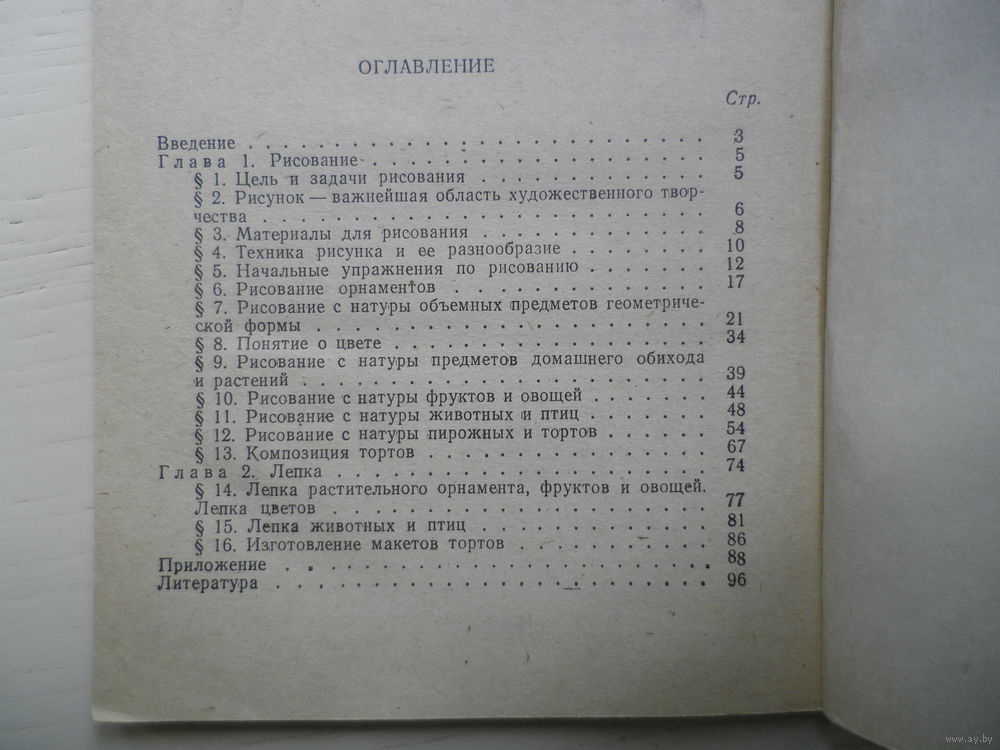 ОГЛАВЛЕНИЕ
Стр.
Введение . . . . . . . . . . . . . . . . . . . . . . . . 3
Глава 1. Рисование . . . . . . . . . . . . . . . . . . 5
§ 1. Цель и задачи рисования . . . . . . . . . . . . . 5
§ 2. Рисунок — важнейшая область художественного твор-
чества . . . . . . . . . . . . . . . . . . . . . . . 6
§ 3. Материалы для рисования . . . . . . . . . . . . 8
§ 4. Техника рисунка и ее разнообразие . . . . . . . 10
§ 5. Начальные упражнения по рисованию . . . . . . . 12
§ 6. Рисование орнаментов . . . . . . . . . . . . . . 17
§ 7. Рисование с натуры объемных предметов геометриче-
ской формы . . . . . . . . . . . . . . . . . . . . 21
§ 8. Понятие о цвете . . . . . . . . . . . . . . . . . 34
§ 9. Рисование с натуры предметов домашнего обихода
и растений . . . . . . . . . . . . . . . . . . . . . 39
§ 10. Рисование с натуры фруктов и овощей . . . . . . 44
§ 11. Рисование с натуры животных и птиц . . . . . . 48
§ 12. Рисование с натуры пирожных и тортов . . . . . . 54
§ 13. Композиция тортов . . . . . . . . . . . . . . . 67
Глава 2. Лепка . . . . . . . . . . . . . . . . . . . . 74
§ 14. Лепка растительного орнамента, фруктов и овощей.
Лепка цветов . . . . . . . . . . . . . . . . . . . . 77
§ 15. Лепка животных и птиц . . . . . . . . . . . . . 81
§ 16. Изготовление макетов тортов . . . . . . . . . . 86
Приложение . . . . . . . . . . . . . . . . . . . . . . 88
Литература . . . . . . . . . . . . . . . . . . . . . . 96
www.ay.by